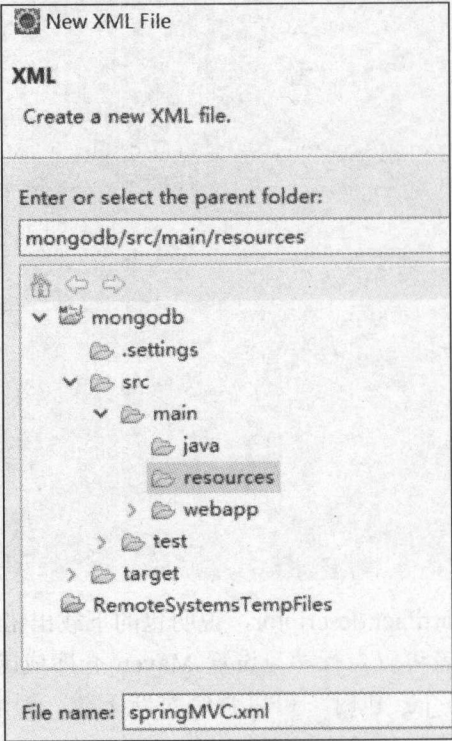 New XML File
XML
Create a new XML file.
Enter or select the parent folder:
mongodb/src/main/resources
mongodb
.settings
src
main
java
resources
webapp
test
target
RemoteSystemsTempFiles
File name: springMVC.xml